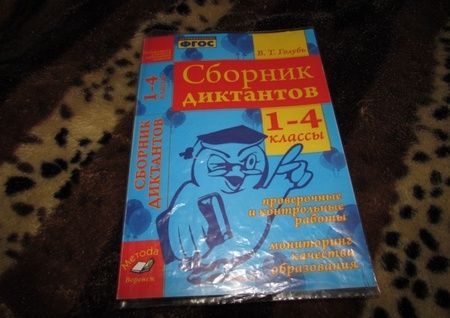 ФГОС
В. Т. Голубь
Сборник
диктантов
1-4
классы
проверочные
и контрольные
работы
мониторинг
качества
образования
1-4
классы
СБОРНИК
ДИКТАНТОВ
Метода
Воронеж